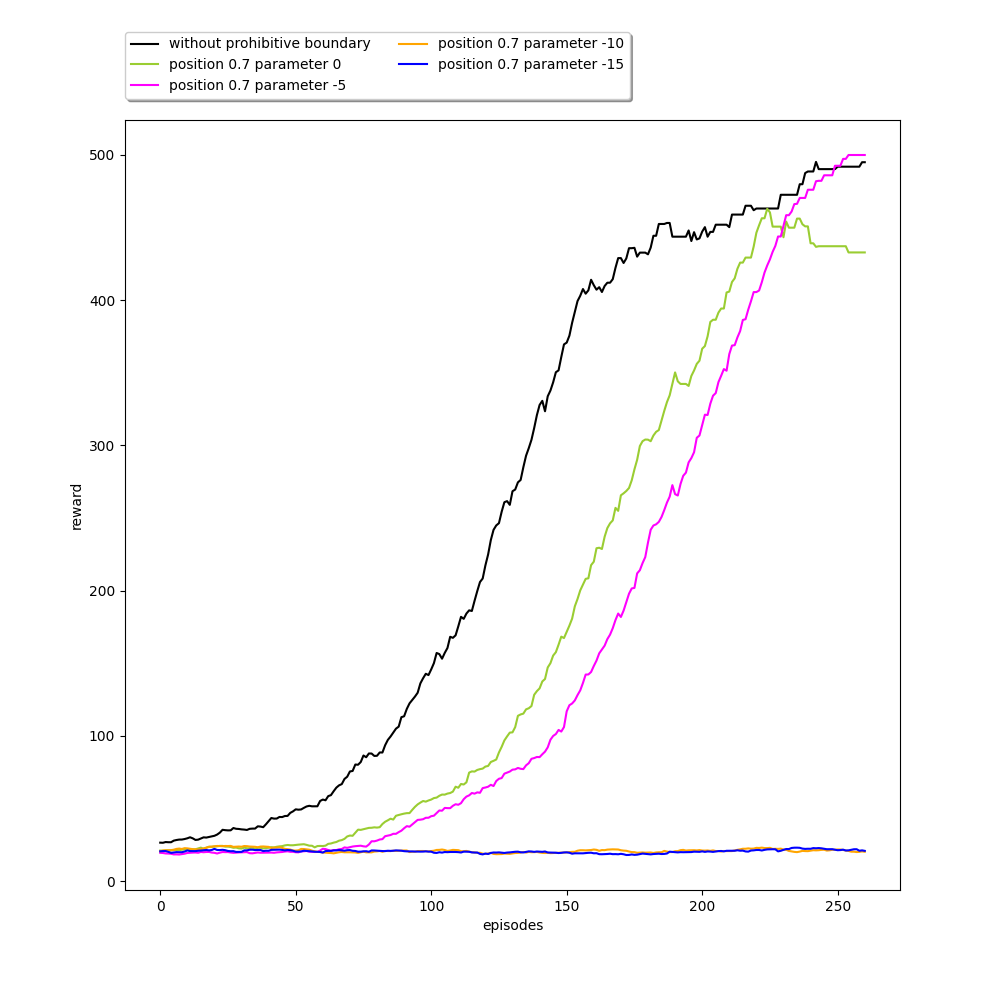 without prohibitive boundary
position 0.7 parameter 0
position 0.7 parameter -5
position 0.7 parameter -10
position 0.7 parameter -15
500
400
300
200
100
0
reward
0 50 100 150 200 250
episodes